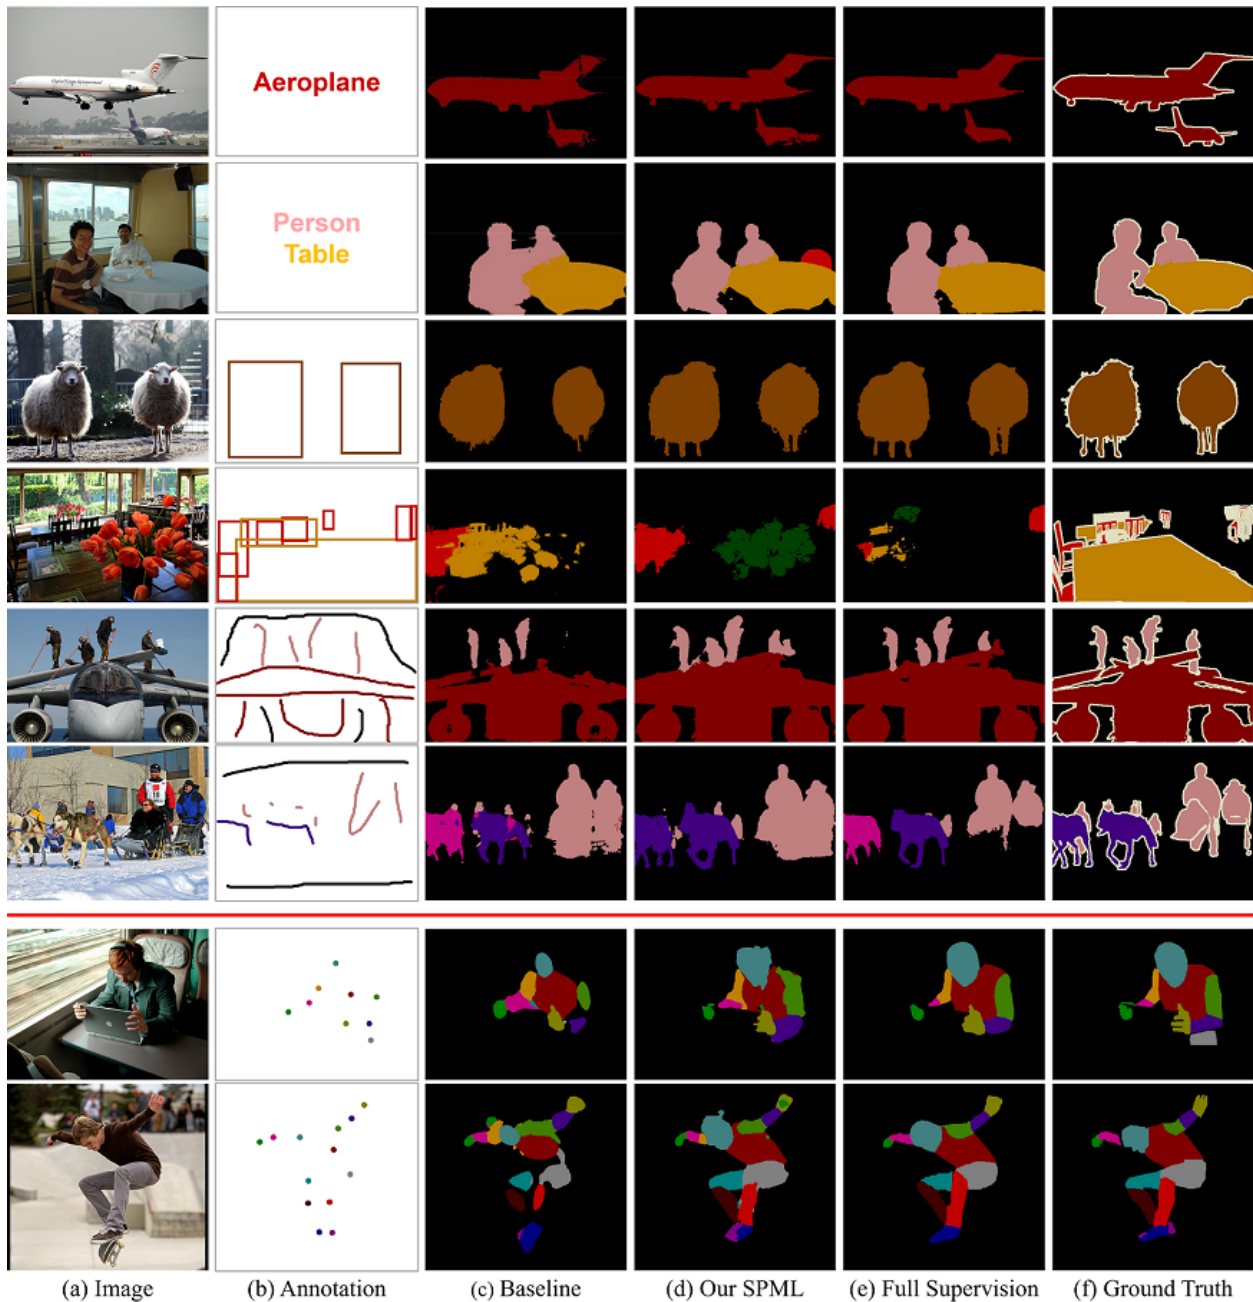 Aeroplane
Person
Table
(a) Image
(b) Annotation
(c) Baseline
(d) Our SPML
(e) Full Supervision
(f) Ground Truth